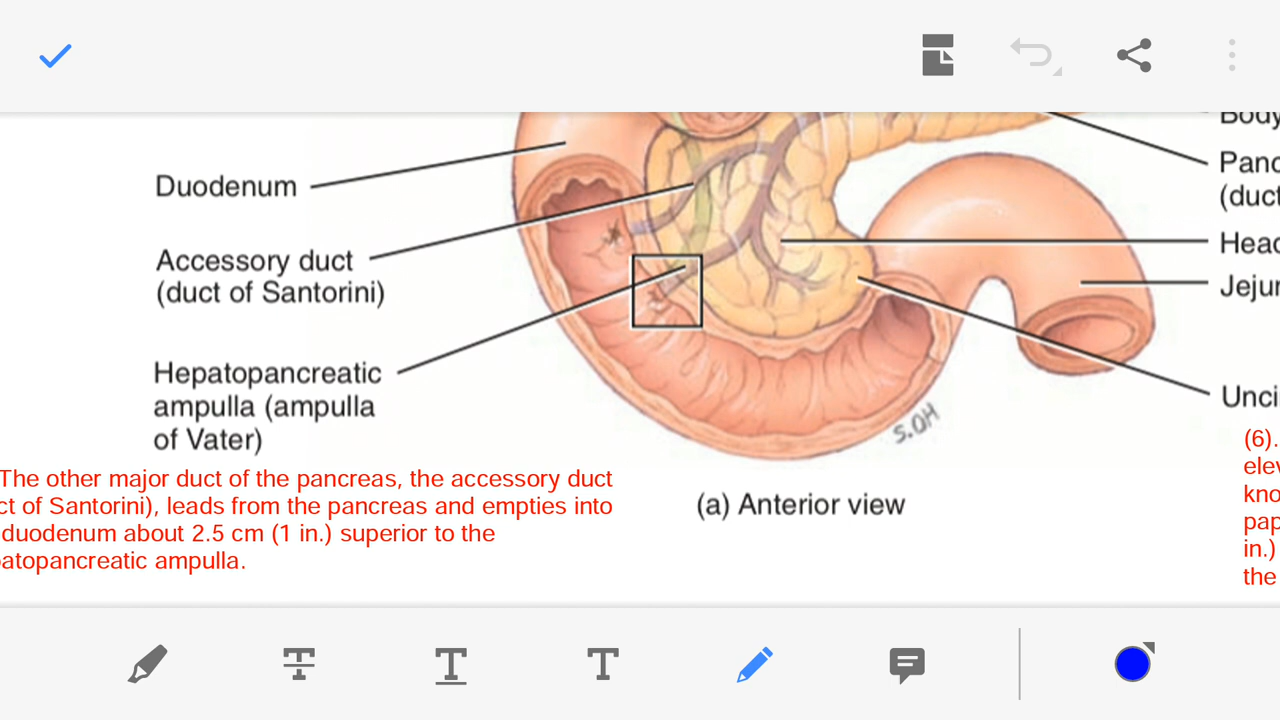 Duodenum
Accessory duct
(duct of Santorini)
Hepatopancreatic
ampulla (ampulla
of Vater)
The other major duct of the pancreas, the accessory duct
ct of Santorini), leads from the pancreas and empties into
duodenum about 2.5 cm (1 in.) superior to the
atopancreatic ampulla.
S.OH
(a) Anterior view
Body
Panc
(duct
Head
Jejun
Unci
(6).
elev
kno
pap
in.)
the